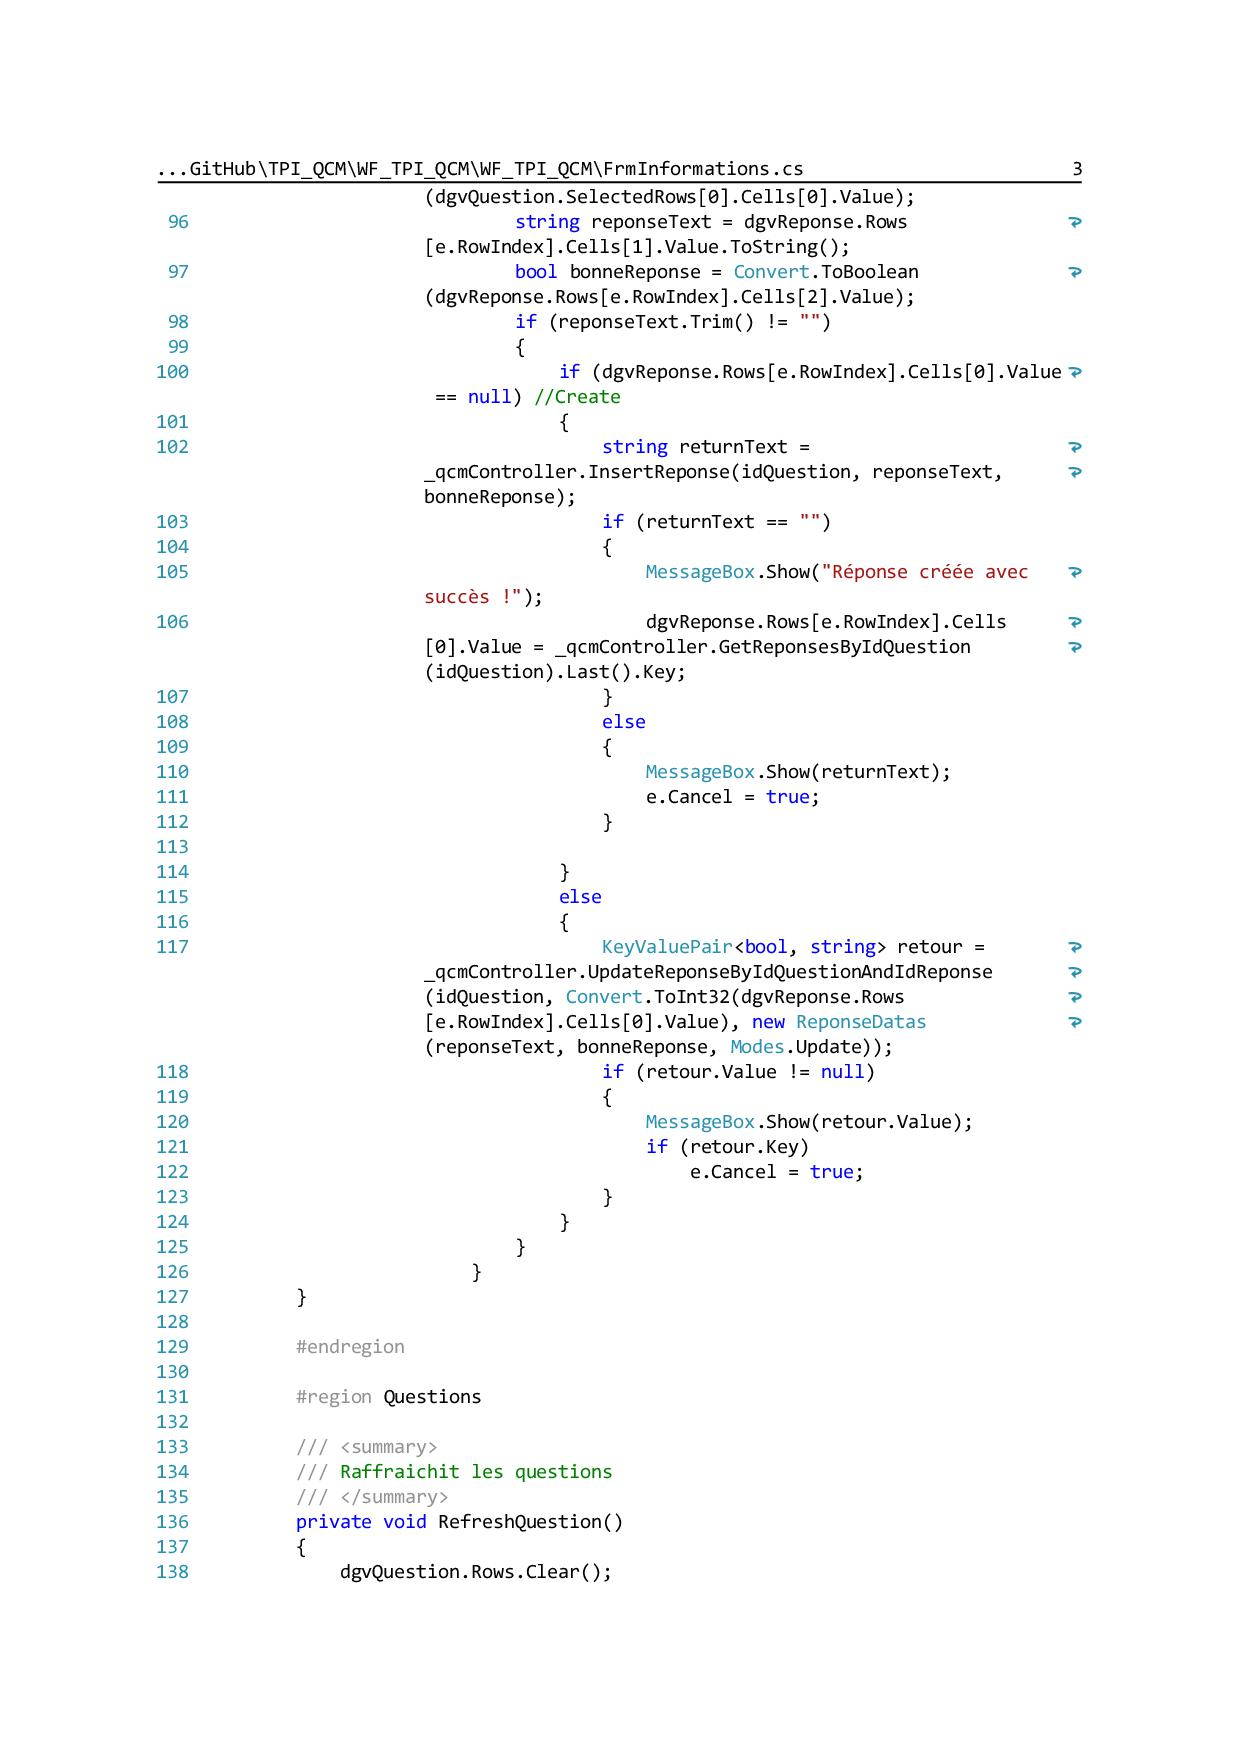 ...GitHub\TPI_QCM\WF_TPI_QCM\WF_TPI_QCM\FrmInformations.cs 3
(dgvQuestion.SelectedRows[0].Cells[0].Value);
96 string reponseText = dgvReponse.Rows
[e.RowIndex].Cells[1].Value.ToString();
97 bool bonneReponse = Convert.ToBoolean
(dgvReponse.Rows[e.RowIndex].Cells[2].Value);
98 if (reponseText.Trim() != "")
99 {
100 if (dgvReponse.Rows[e.RowIndex].Cells[0].Value
== null) //Create
101 {
102 string returnText =
_qcmController.InsertReponse(idQuestion, reponseText,
bonneReponse);
103 if (returnText == "")
104 {
105 MessageBox.Show("Réponse créée avec
succès !");
106 dgvReponse.Rows[e.RowIndex].Cells
[0].Value = _qcmController.GetReponsesByIdQuestion
(idQuestion).Last().Key;
107 }
108 else
109 {
110 MessageBox.Show(returnText);
111 e.Cancel = true;
112 }
113
114 }
115 else
116 {
117 KeyValuePair<bool, string> retour =
_qcmController.UpdateReponseByIdQuestionAndIdReponse
(idQuestion, Convert.ToInt32(dgvReponse.Rows
[e.RowIndex].Cells[0].Value), new ReponseDatas
(reponseText, bonneReponse, Modes.Update));
118 if (retour.Value != null)
119 {
120 MessageBox.Show(retour.Value);
121 if (retour.Key)
122 e.Cancel = true;
123 }
124 }
125 }
126 }
127 }
128
129 #endregion
130
131 #region Questions
132
133 /// <summary>
134 /// Raffraichit les questions
135 /// </summary>
136 private void RefreshQuestion()
137 {
138 dgvQuestion.Rows.Clear();